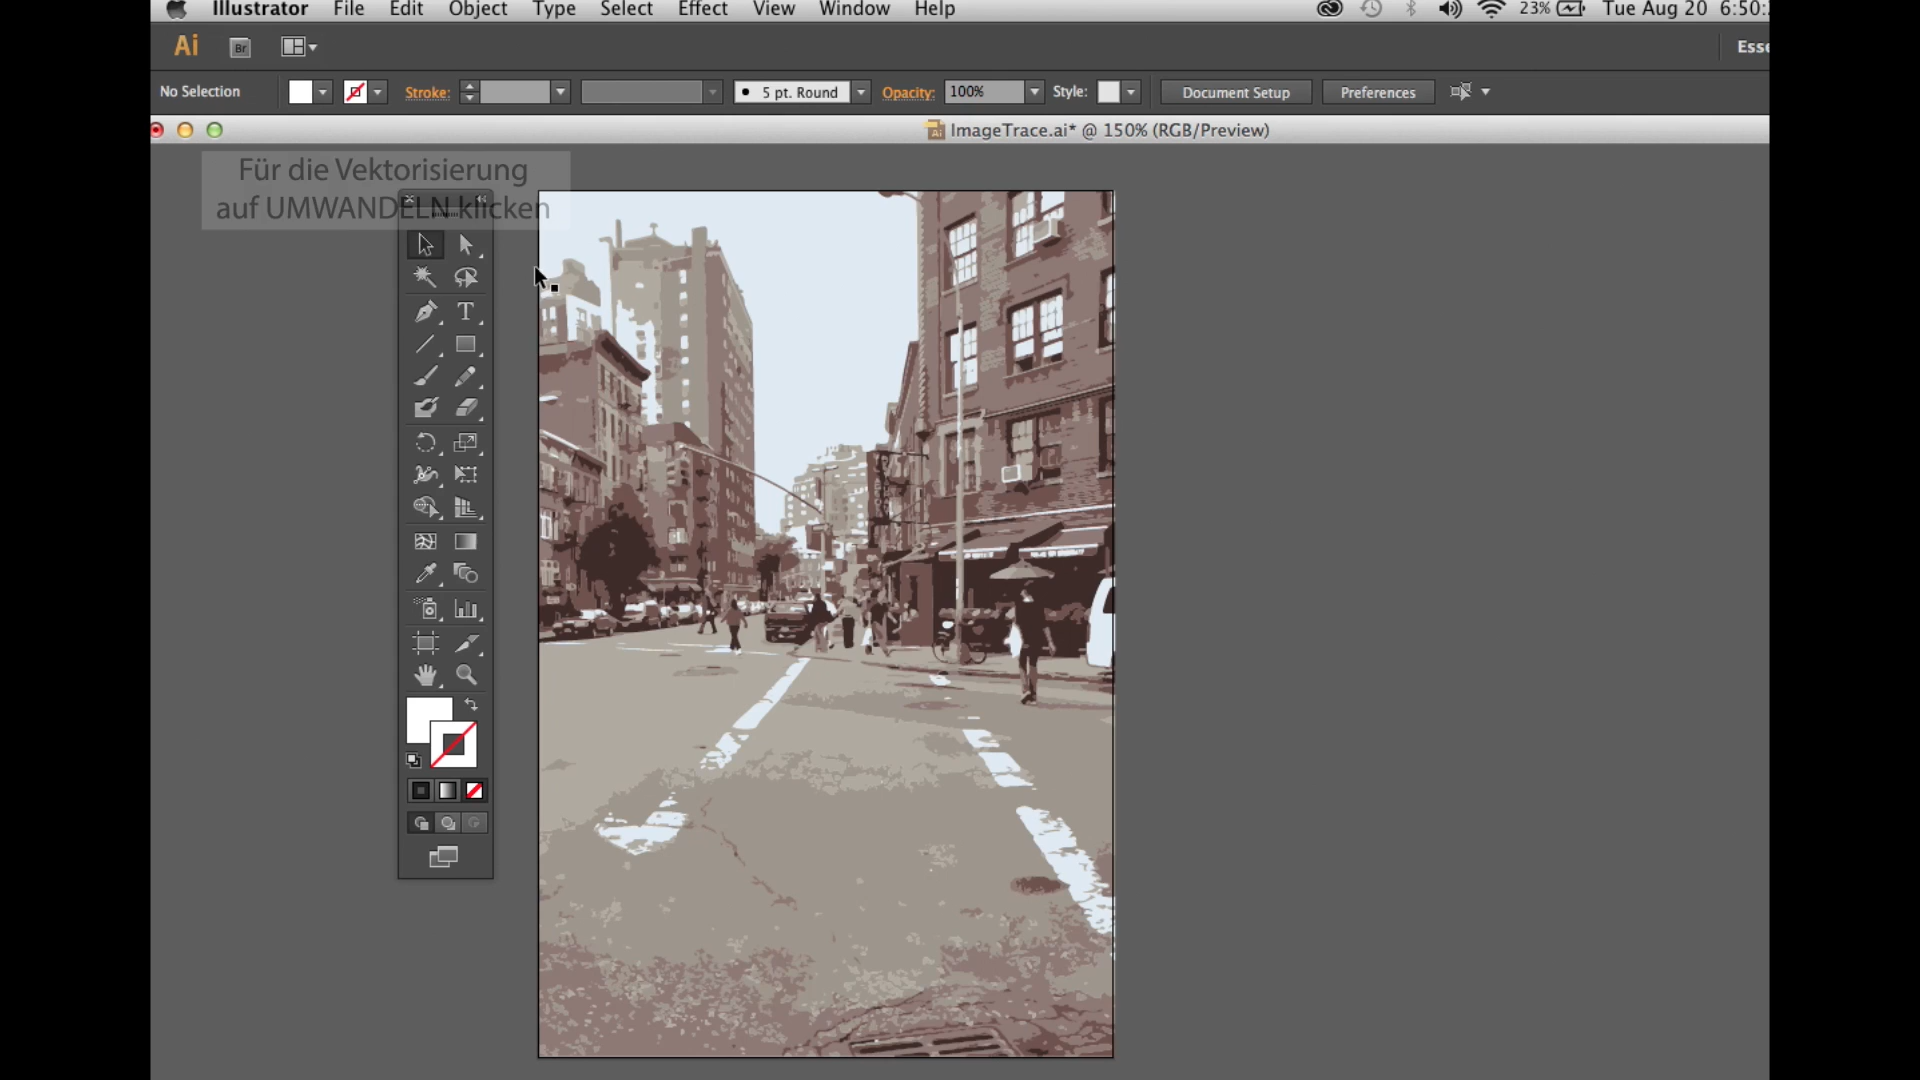 Illustrator File Edit Object Type Select Effect View Window Help 23% Tue Aug 20 6:50:
Ai Br
No Selection Stroke: 5 pt. Round Opacity: 100% Style: Document Setup Preferences
ImageTrace.ai* @ 150% (RGB/Preview)
Für die Vektorisierung
auf UMWANDELN klicken